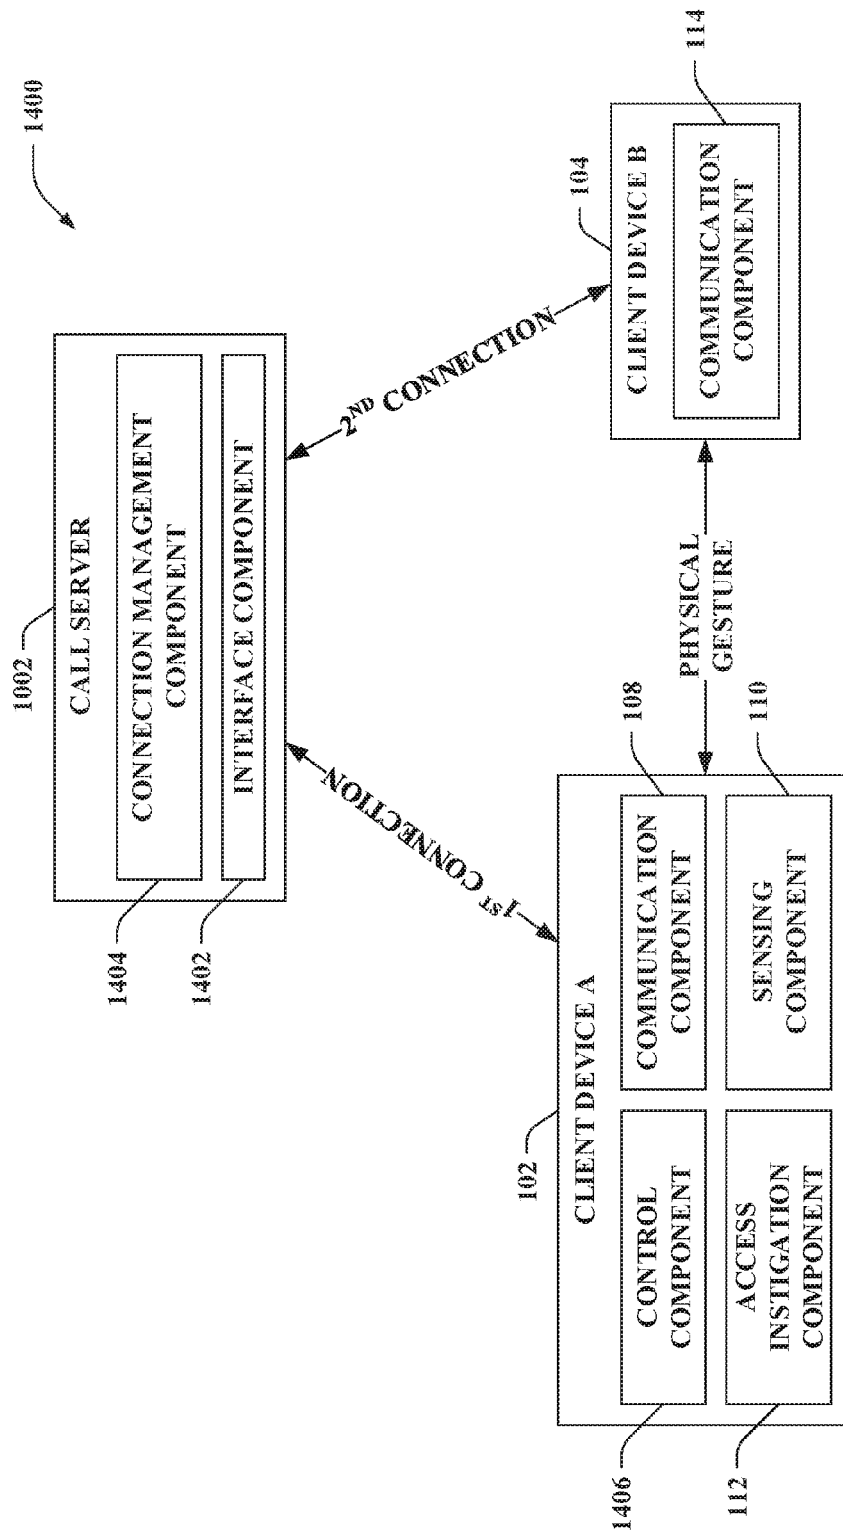 1400
1002
CALL SERVER
CONNECTION MANAGEMENT
COMPONENT
1404
INTERFACE COMPONENT
1402
1ST CONNECTION
2ND CONNECTION
102
CLIENT DEVICE A
CONTROL
COMPONENT
1406
COMMUNICATION
COMPONENT
108
ACCESS
INSTIGATION
COMPONENT
112
SENSING
COMPONENT
110
PHYSICAL
GESTURE
104
CLIENT DEVICE B
COMMUNICATION
COMPONENT
114